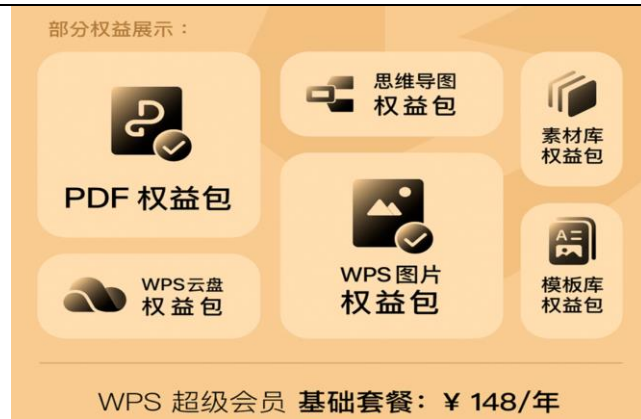 部分权益展示：
PDF 权益包
思维导图
权益包
素材库
权益包
WPS云盘
权益包
WPS图片
权益包
模板库
权益包
WPS 超级会员 基础套餐：¥ 148/年